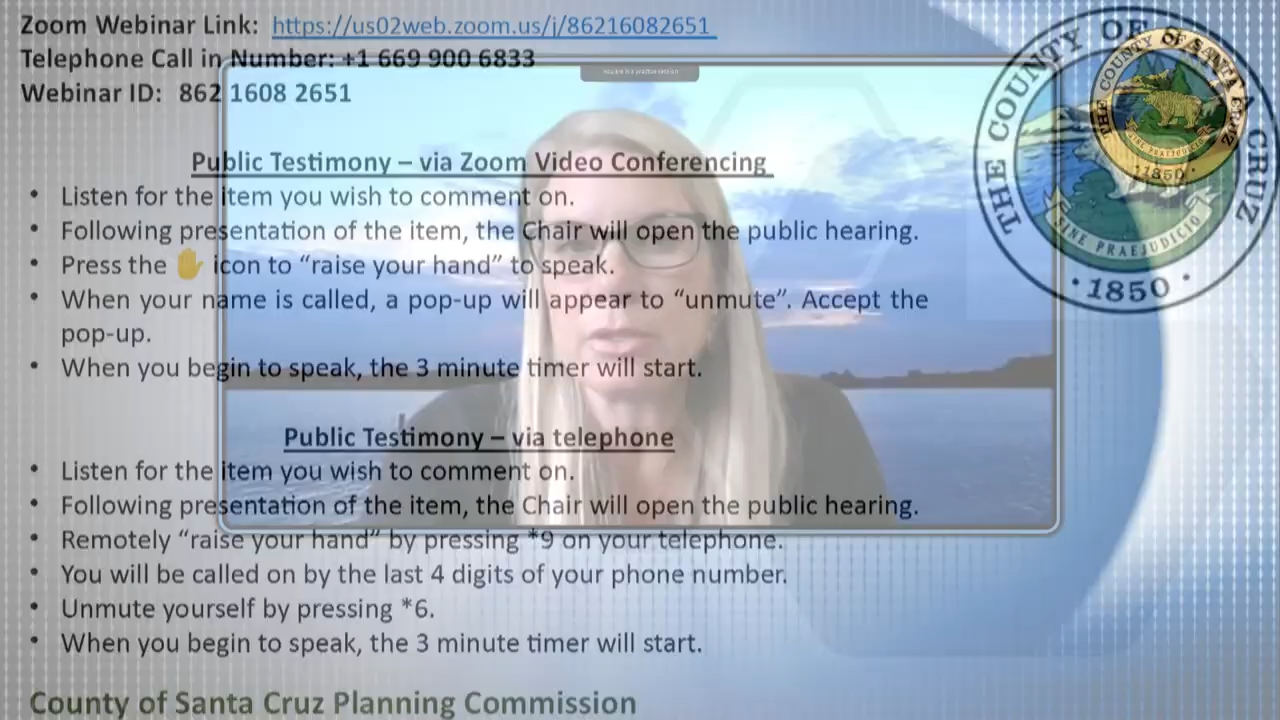 Zoom Webinar Link: https://us02web.zoom.us/j/86216082651
Telephone Call in Number: +1 669 900 6833
Webinar ID: 862 1608 2651
You are in a practice session
Public Testimony – via Zoom Video Conferencing
• Listen for the item you wish to comment on.
• Following presentation of the item, the Chair will open the public hearing.
• Press the ✋ icon to “raise your hand” to speak.
• When your name is called, a pop-up will appear to “unmute”. Accept the
pop-up.
• When you begin to speak, the 3 minute timer will start.
Public Testimony – via telephone
• Listen for the item you wish to comment on.
• Following presentation of the item, the Chair will open the public hearing.
• Remotely “raise your hand” by pressing *9 on your telephone.
• You will be called on by the last 4 digits of your phone number.
• Unmute yourself by pressing *6.
• When you begin to speak, the 3 minute timer will start.
County of Santa Cruz Planning Commission
THE COUNTY OF SANTA CRUZ
SINE PRAEJUDICIO
· 1850 ·
THE COUNTY OF CRUZ
SINE PRAEJUDICIO
· 1850 ·